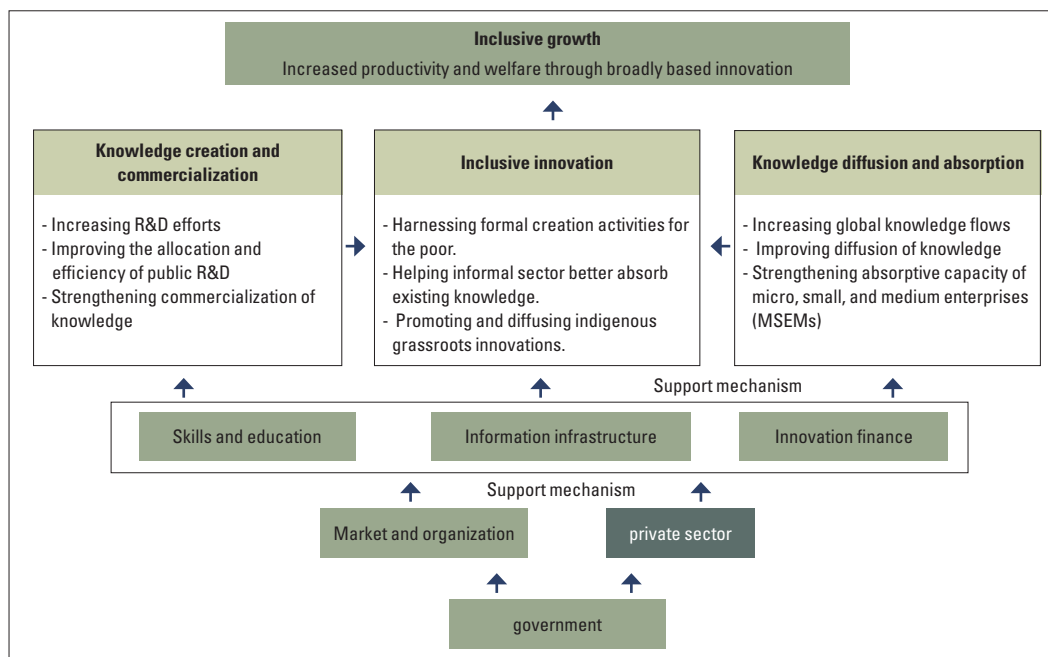 Inclusive growth
Increased productivity and welfare through broadly based innovation
Knowledge creation and
commercialization
- Increasing R&D efforts
- Improving the allocation and
efficiency of public R&D
- Strengthening commercialization of
knowledge
Inclusive innovation
- Harnessing formal creation activities for
the poor.
- Helping informal sector better absorb
existing knowledge.
- Promoting and diffusing indigenous
grassroots innovations.
Knowledge diffusion and absorption
- Increasing global knowledge flows
- Improving diffusion of knowledge
- Strengthening absorptive capacity of
micro, small, and medium enterprises
(MSEMs)
Support mechanism
Skills and education
Information infrastructure
Innovation finance
Support mechanism
Market and organization
private sector
government